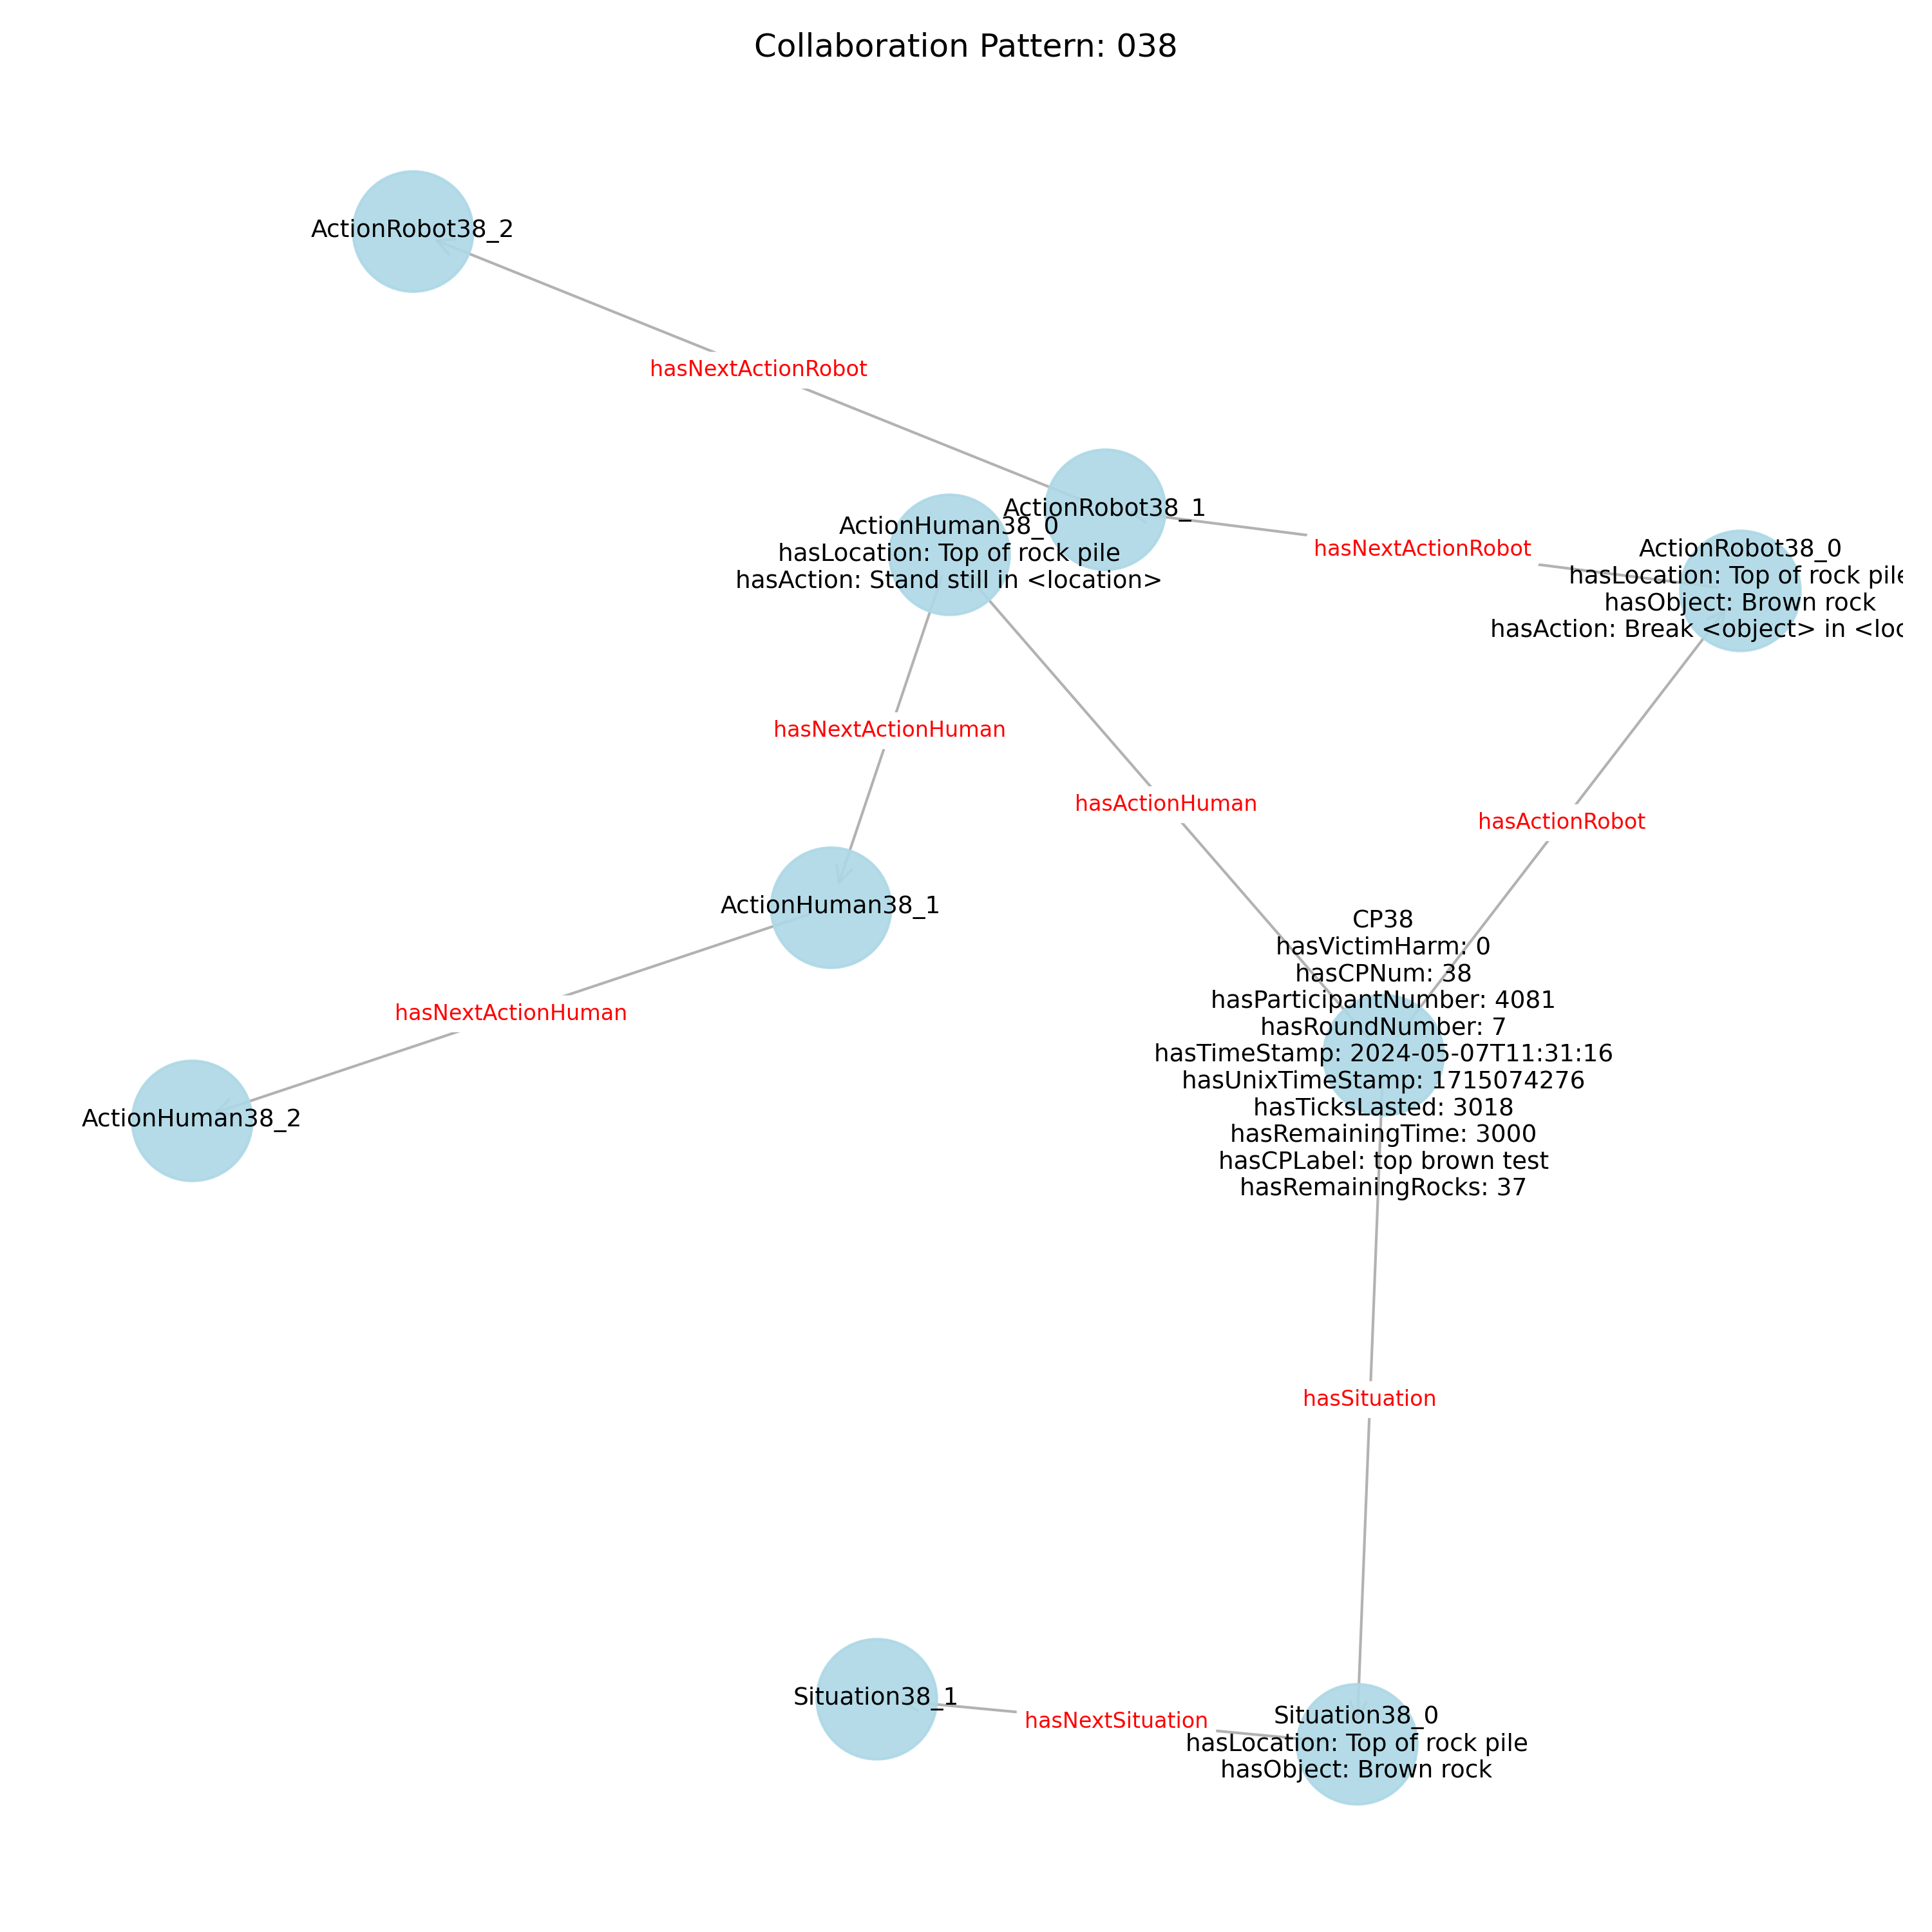 Collaboration Pattern: 038
ActionRobot38_2
hasNextActionRobot
ActionRobot38_1
ActionHuman38_0
hasLocation: Top of rock pile
hasAction: Stand still in <location>
hasNextActionRobot
ActionRobot38_0
hasLocation: Top of rock pile
hasObject: Brown rock
hasAction: Break <object> in <loc
hasNextActionHuman
hasActionHuman
hasActionRobot
ActionHuman38_1
CP38
hasVictimHarm: 0
hasCPNum: 38
hasParticipantNumber: 4081
hasRoundNumber: 7
hasTimeStamp: 2024-05-07T11:31:16
hasUnixTimeStamp: 1715074276
hasTicksLasted: 3018
hasRemainingTime: 3000
hasCPLabel: top brown test
hasRemainingRocks: 37
hasNextActionHuman
ActionHuman38_2
hasSituation
Situation38_1
hasNextSituation
Situation38_0
hasLocation: Top of rock pile
hasObject: Brown rock